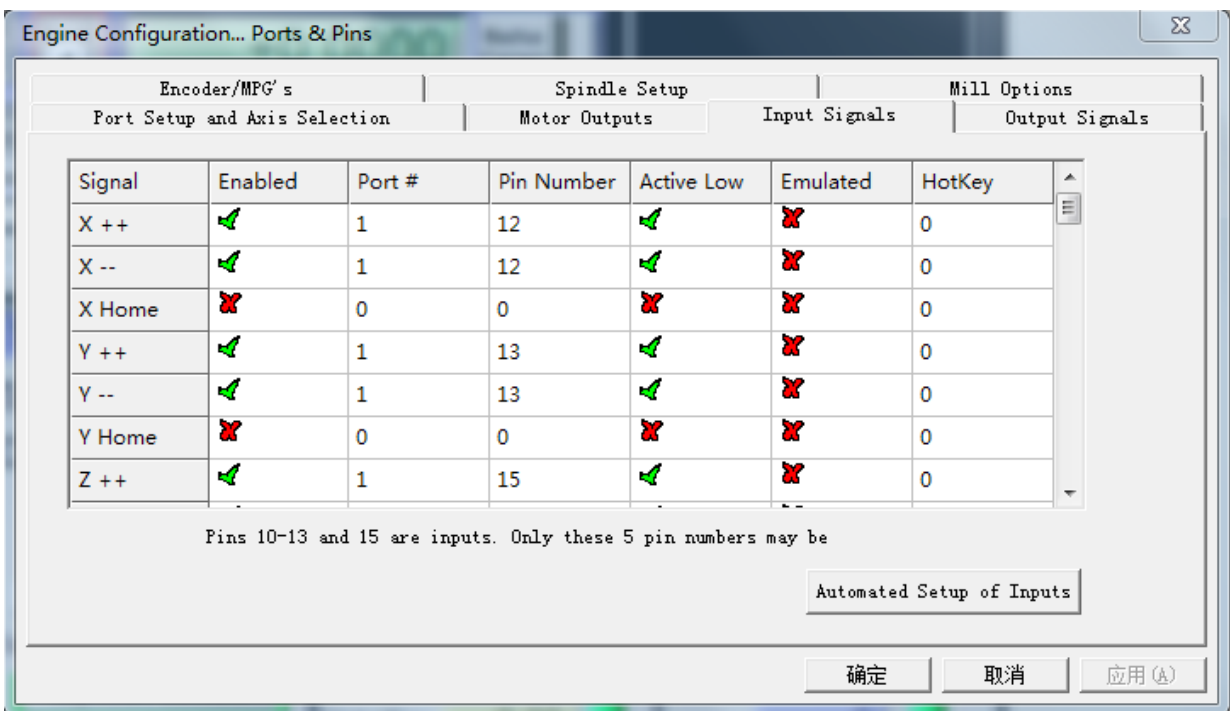 Engine Configuration... Ports & Pins
Encoder/MPG's Spindle Setup Mill Options
Port Setup and Axis Selection Motor Outputs Input Signals Output Signals
Signal Enabled Port # Pin Number Active Low Emulated HotKey
X ++ 1 12 0
X -- 1 12 0
X Home 0 0 0
Y ++ 1 13 0
Y -- 1 13 0
Y Home 0 0 0
Z ++ 1 15 0
Pins 10-13 and 15 are inputs. Only these 5 pin numbers may be
Automated Setup of Inputs
确定 取消 应用(A)